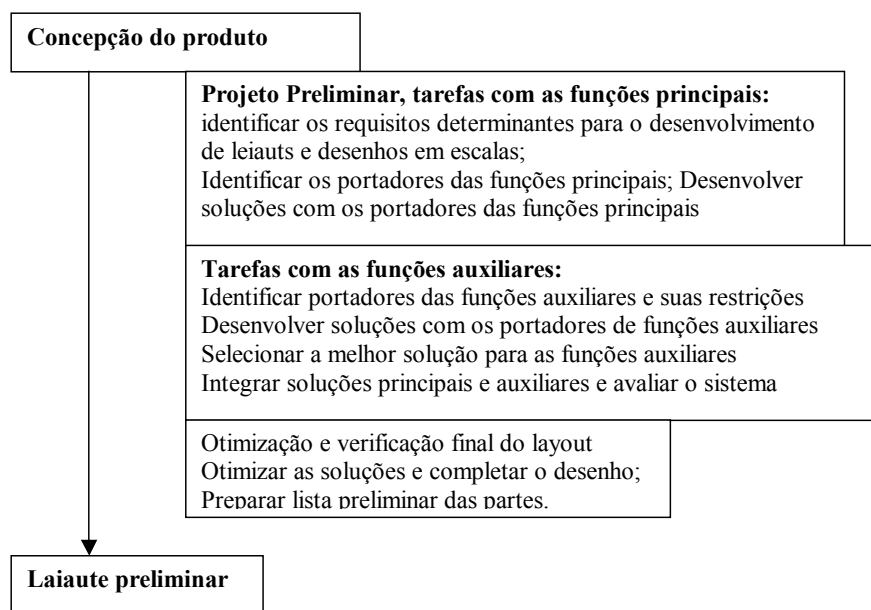 Concepção do produto
Projeto Preliminar, tarefas com as funções principais:
identificar os requisitos determinantes para o desenvolvimento
de leiauts e desenhos em escalas;
Identificar os portadores das funções principais; Desenvolver
soluções com os portadores das funções principais
Tarefas com as funções auxiliares:
Identificar portadores das funções auxiliares e suas restrições
Desenvolver soluções com os portadores de funções auxiliares
Selecionar a melhor solução para as funções auxiliares
Integrar soluções principais e auxiliares e avaliar o sistema
Otimização e verificação final do layout
Otimizar as soluções e completar o desenho;
Preparar lista preliminar das partes.
Laiaute preliminar